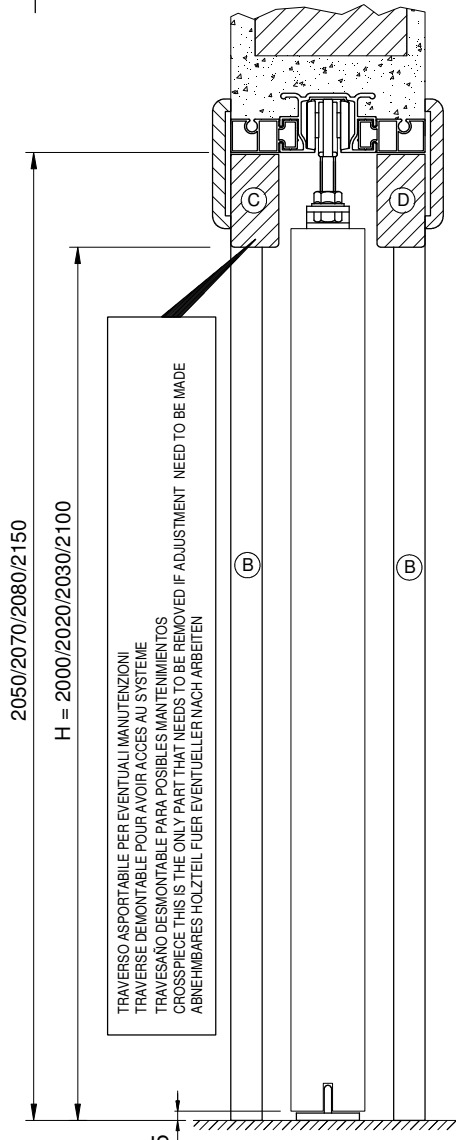 C
D
2050/2070/2080/2150
H = 2000/2020/2030/2100
TRAVERSO ASPORTABILE PER EVENTUALI MANUTENZIONI
TRAVERSE DEMONTABLE POUR AVOIR ACCES AU SYSTEME
TRAVESAÑO DESMONTABLE PARA POSIBLES MANTENIMIENTOS
CROSSPIECE THIS IS THE ONLY PART THAT NEEDS TO BE REMOVED IF ADJUSTMENT NEED TO BE MADE
ABNEHMBARES HOLZTEIL FUER EVENTUELLER NACH ARBEITEN
B
B